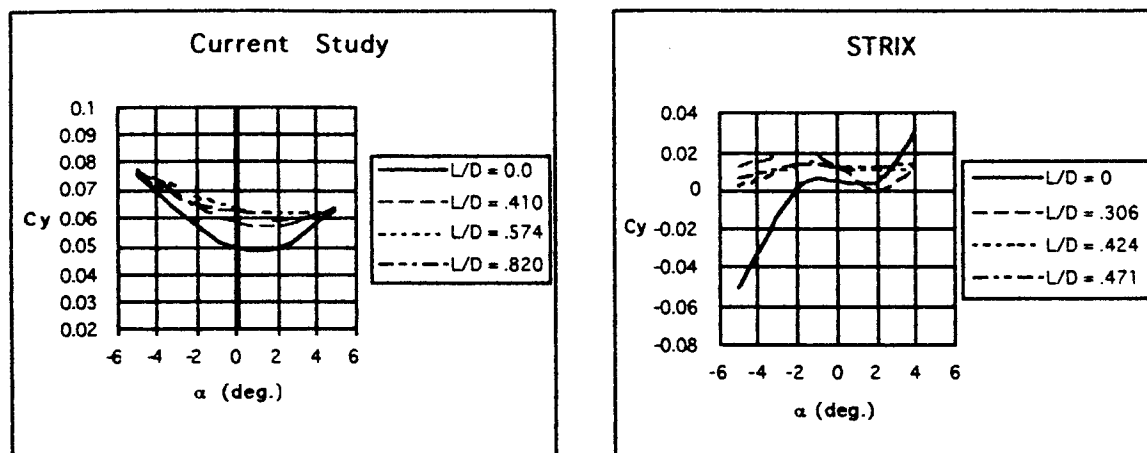 Current Study
0.1
0.09
0.08
0.07
Cy 0.06
0.05
0.04
0.03
0.02
-6 -4 -2 0 2 4 6
α (deg.)
L/D = 0.0
L/D = .410
L/D = .574
L/D = .820
STRIX
0.04
0.02
0
Cy -0.02
-0.04
-0.06
-0.08
-6 -4 -2 0 2 4 6
α (deg.)
L/D = 0
L/D = .306
L/D = .424
L/D = .471